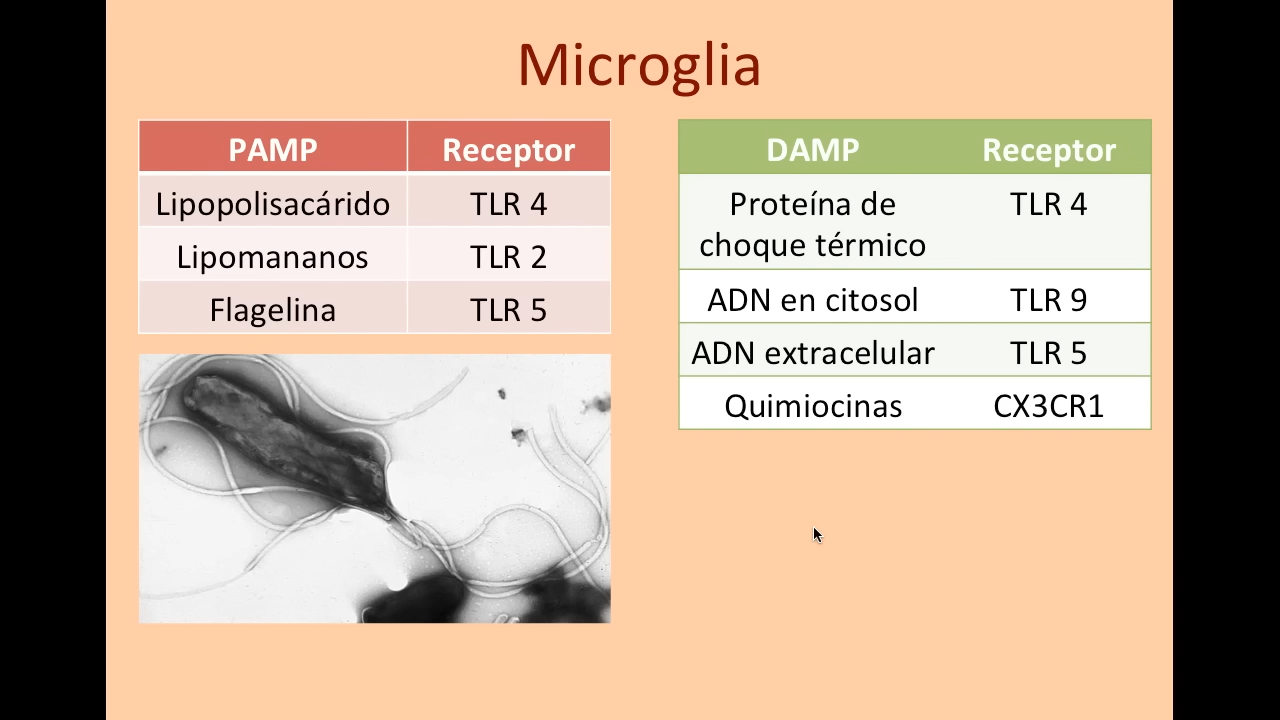 Microglia
PAMP Receptor
Lipopolisacárido TLR 4
Lipomananos TLR 2
Flagelina TLR 5
DAMP Receptor
Proteína de TLR 4
choque térmico
ADN en citosol TLR 9
ADN extracelular TLR 5
Quimiocinas CX3CR1